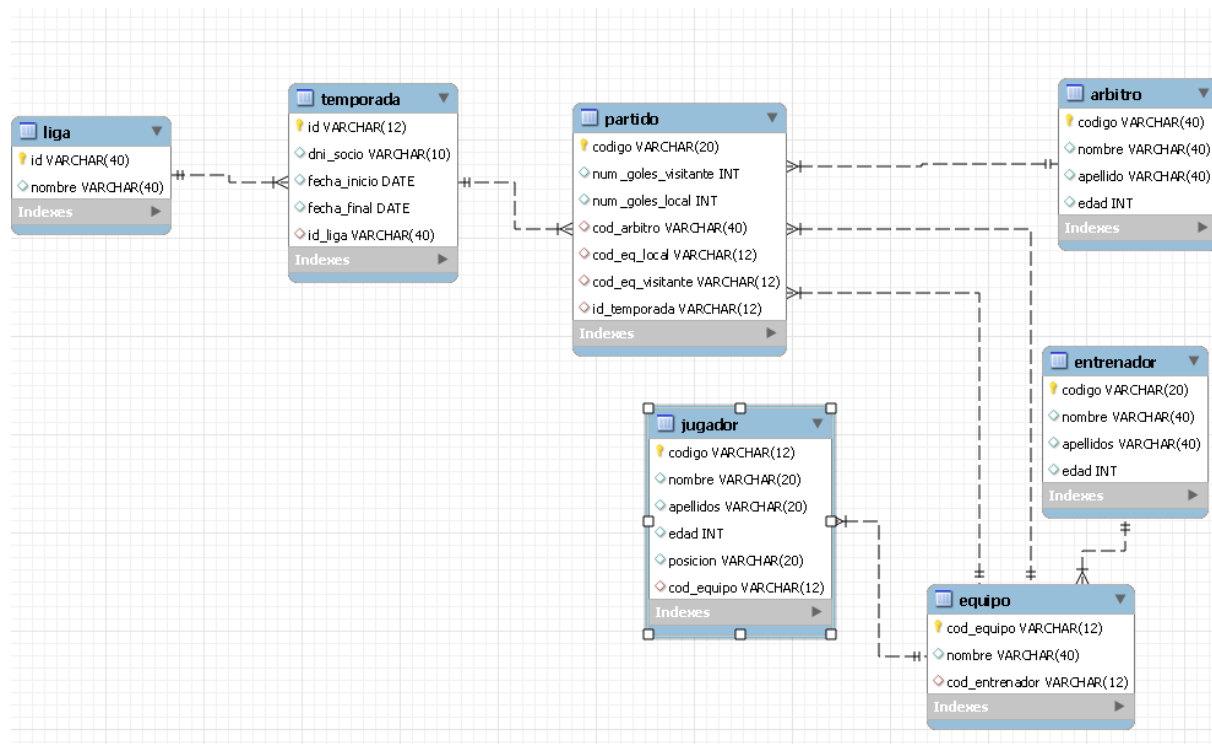 liga
id VARCHAR(40)
nombre VARCHAR(40)
Indexes
temporada
id VARCHAR(12)
dni_socio VARCHAR(10)
fecha_inicio DATE
fecha_final DATE
id_liga VARCHAR(40)
Indexes
partido
codigo VARCHAR(20)
num_goles_visitante INT
num_goles_local INT
cod_arbitro VARCHAR(40)
cod_eq_local VARCHAR(12)
cod_eq_visitante VARCHAR(12)
id_temporada VARCHAR(12)
Indexes
arbitro
codigo VARCHAR(40)
nombre VARCHAR(40)
apellido VARCHAR(40)
edad INT
Indexes
jugador
codigo VARCHAR(12)
nombre VARCHAR(20)
apellidos VARCHAR(20)
edad INT
posicion VARCHAR(20)
cod_equipo VARCHAR(12)
Indexes
entrenador
codigo VARCHAR(20)
nombre VARCHAR(40)
apellidos VARCHAR(40)
edad INT
Indexes
equipo
cod_equipo VARCHAR(12)
nombre VARCHAR(40)
cod_entrenador VARCHAR(12)
Indexes